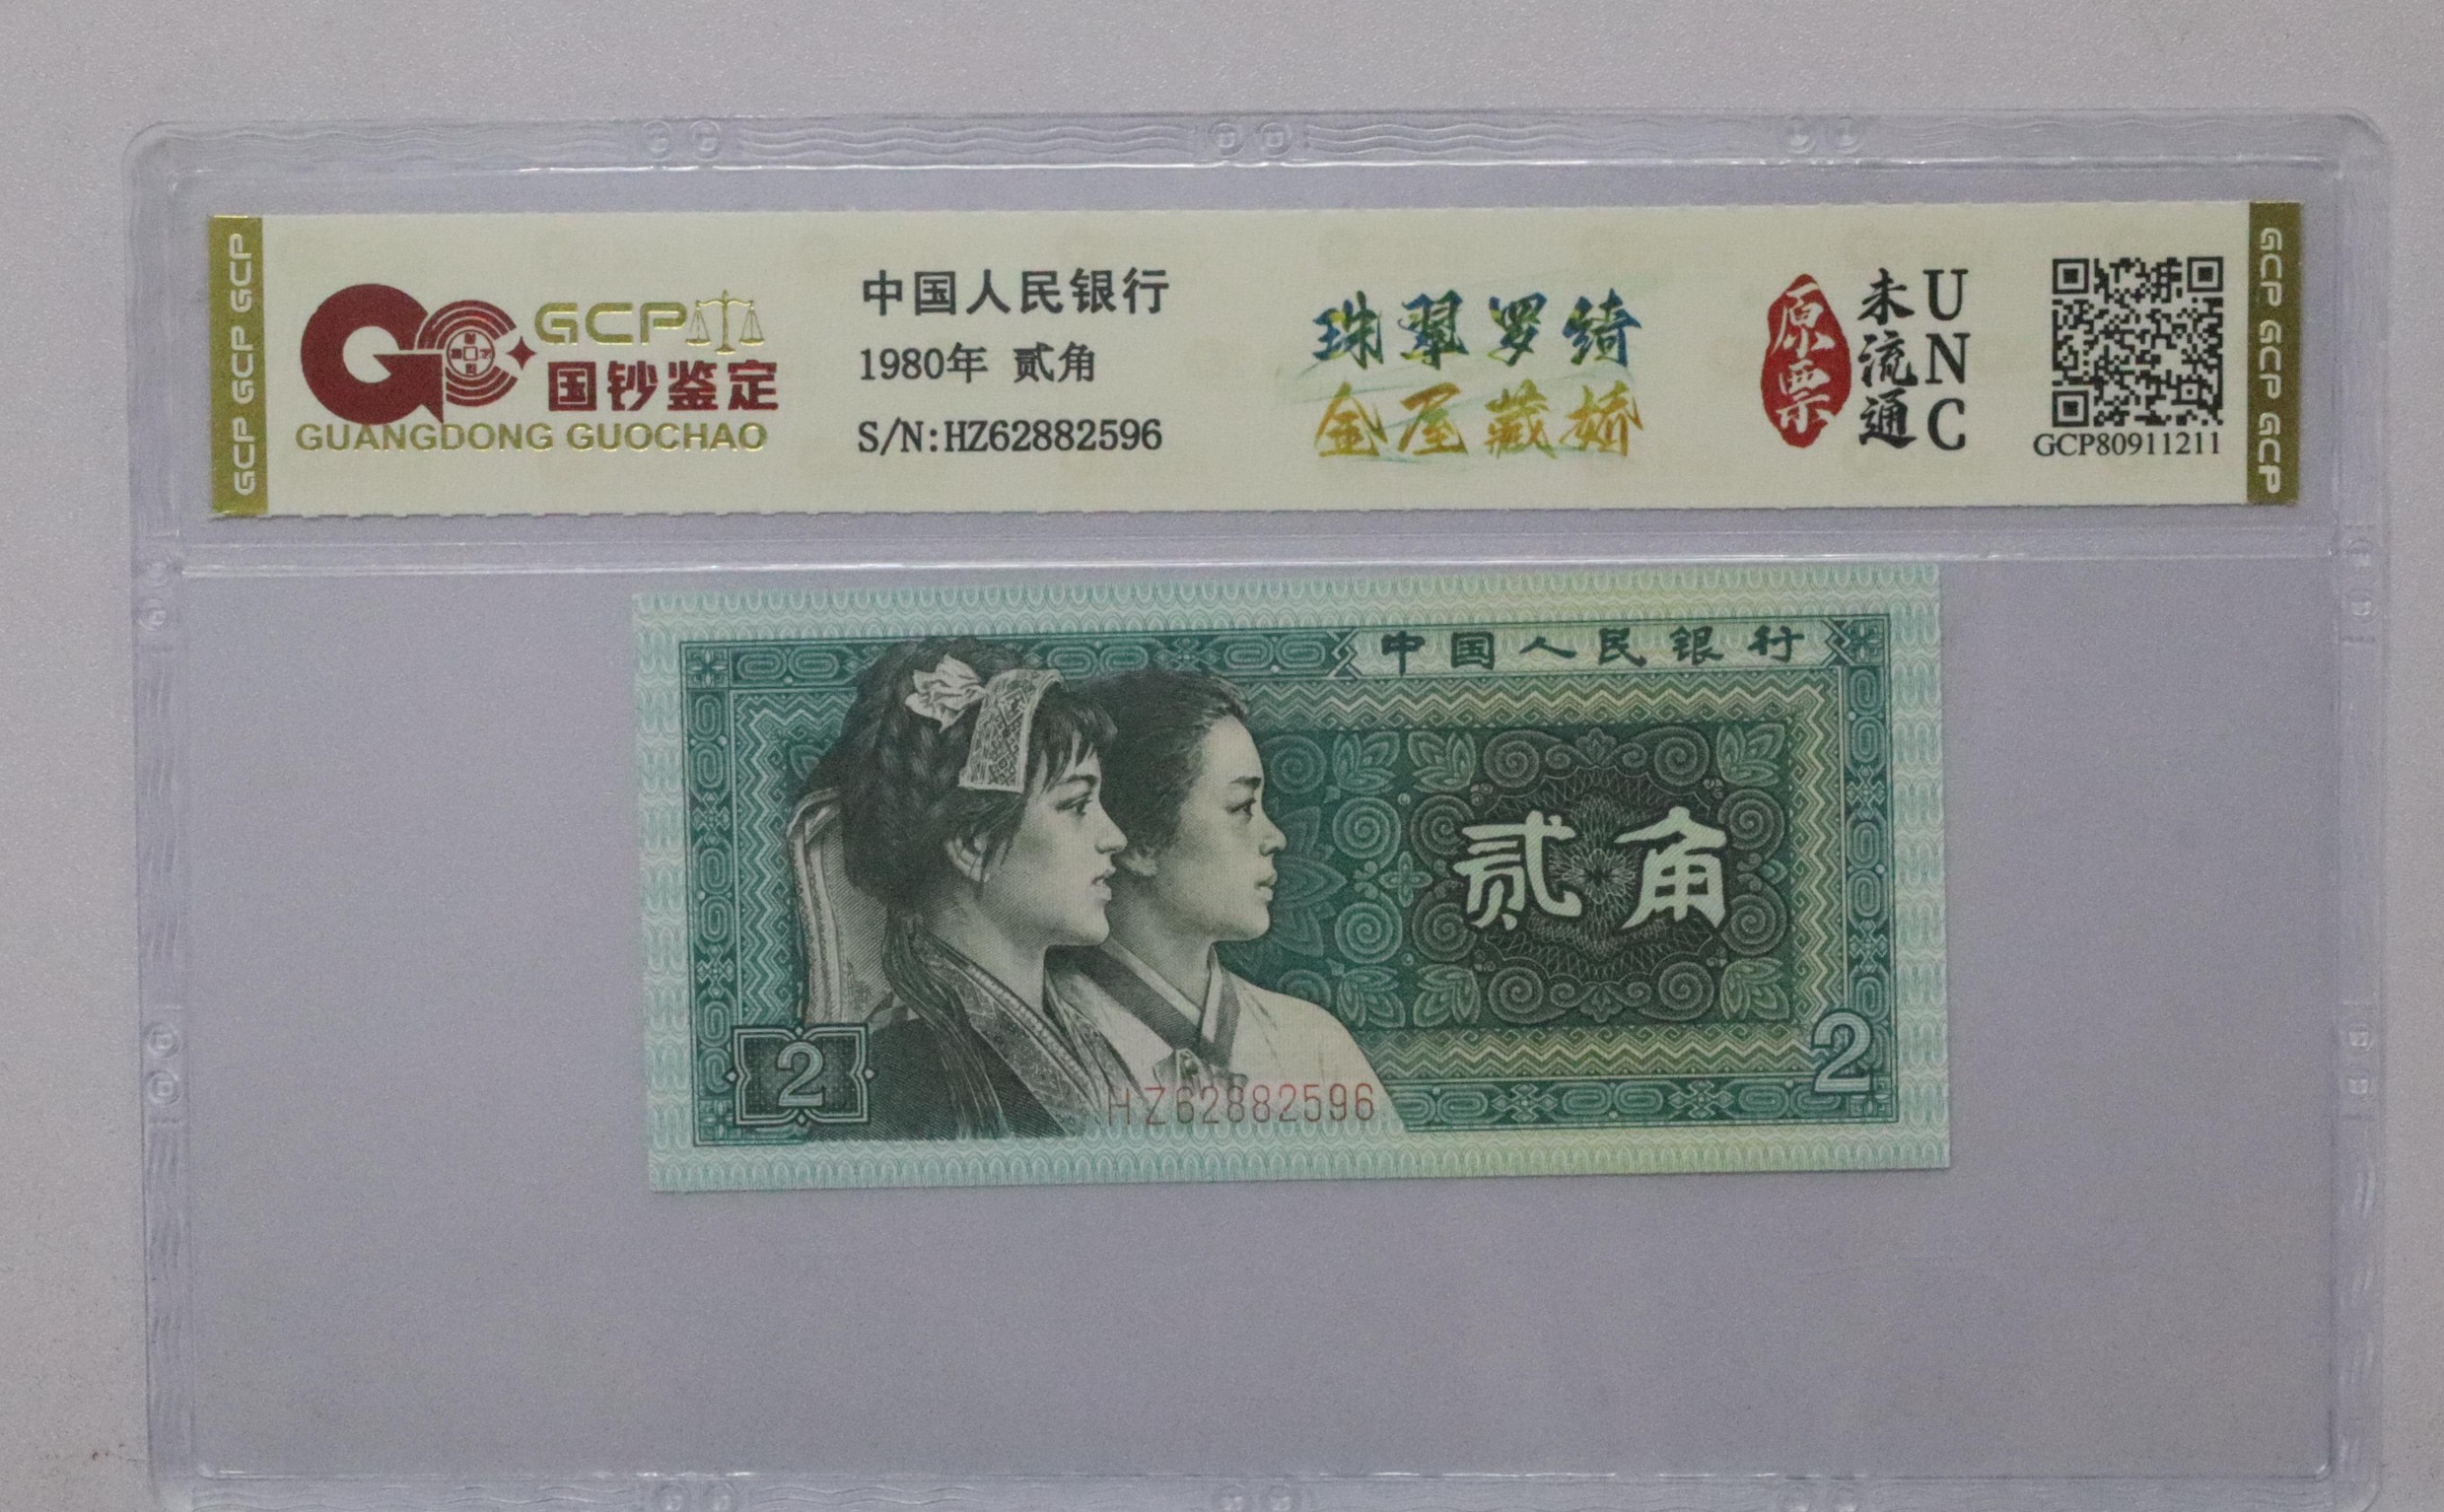 GCP GCP GCP
GCP
国钞鉴定
GUANGDONG GUOCHAO
中国人民银行
1980年 贰角
S/N:HZ62882596
珠翠罗绮
金屋藏娇
原票
未流通
UNC
GCP80911211
GCP GCP GCP
中国人民银行
贰角
2
2
HZ62882596